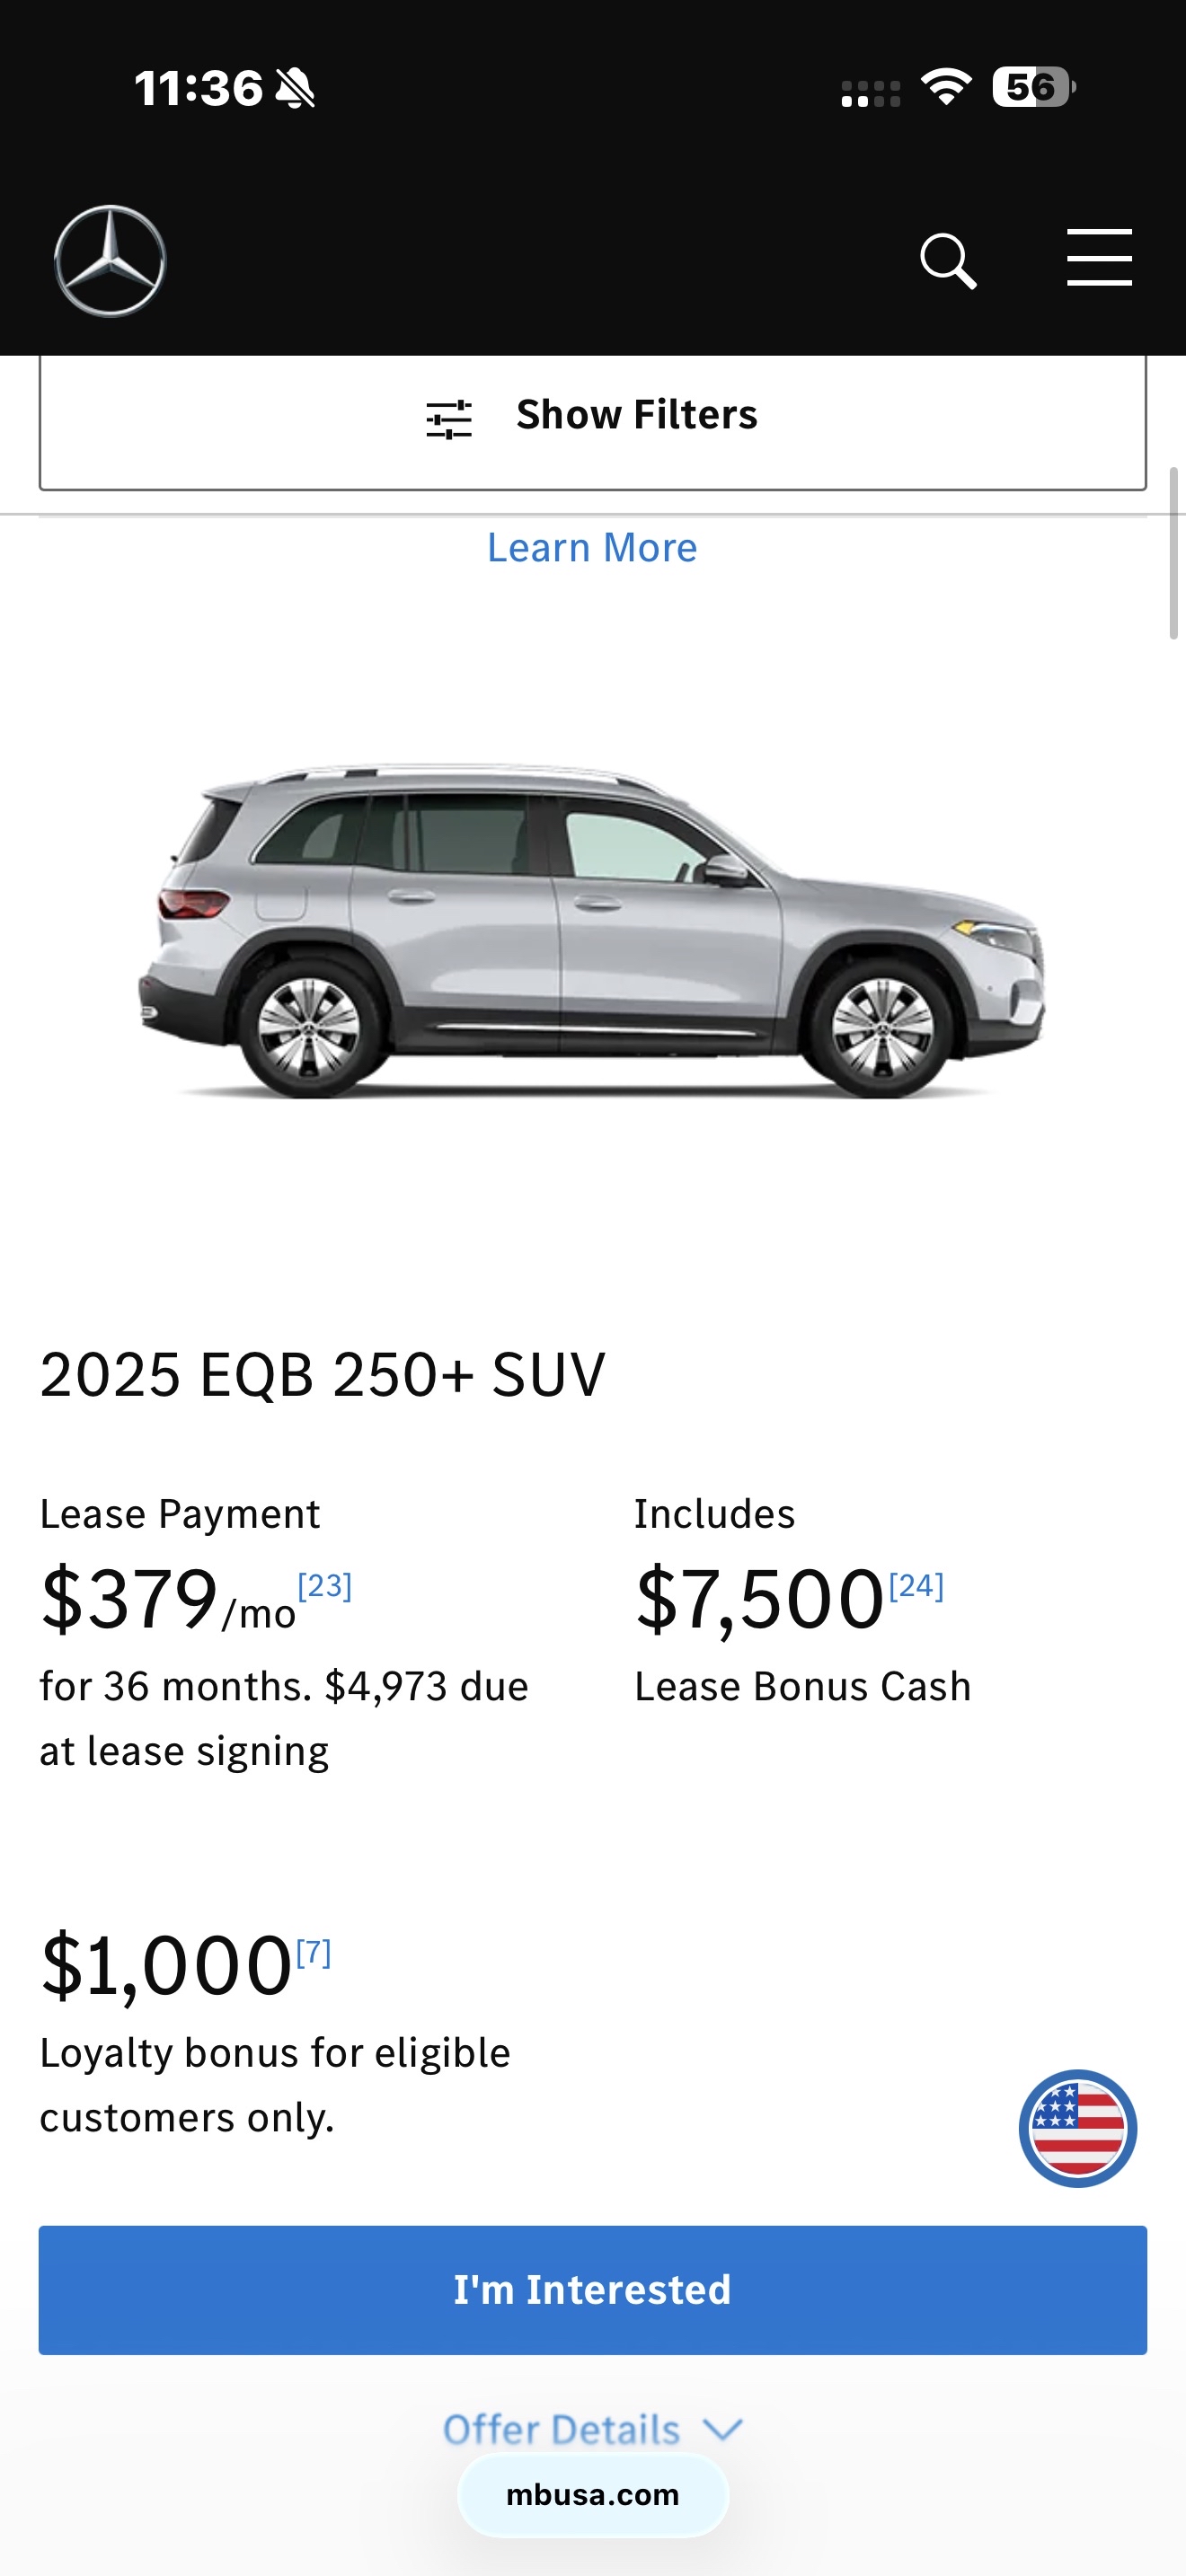 11:36
56
Show Filters
Learn More
2025 EQB 250+ SUV
Lease Payment
$379/mo[23]
for 36 months. $4,973 due
at lease signing
Includes
$7,500[24]
Lease Bonus Cash
$1,000[7]
Loyalty bonus for eligible
customers only.
I'm Interested
Offer Details
mbusa.com